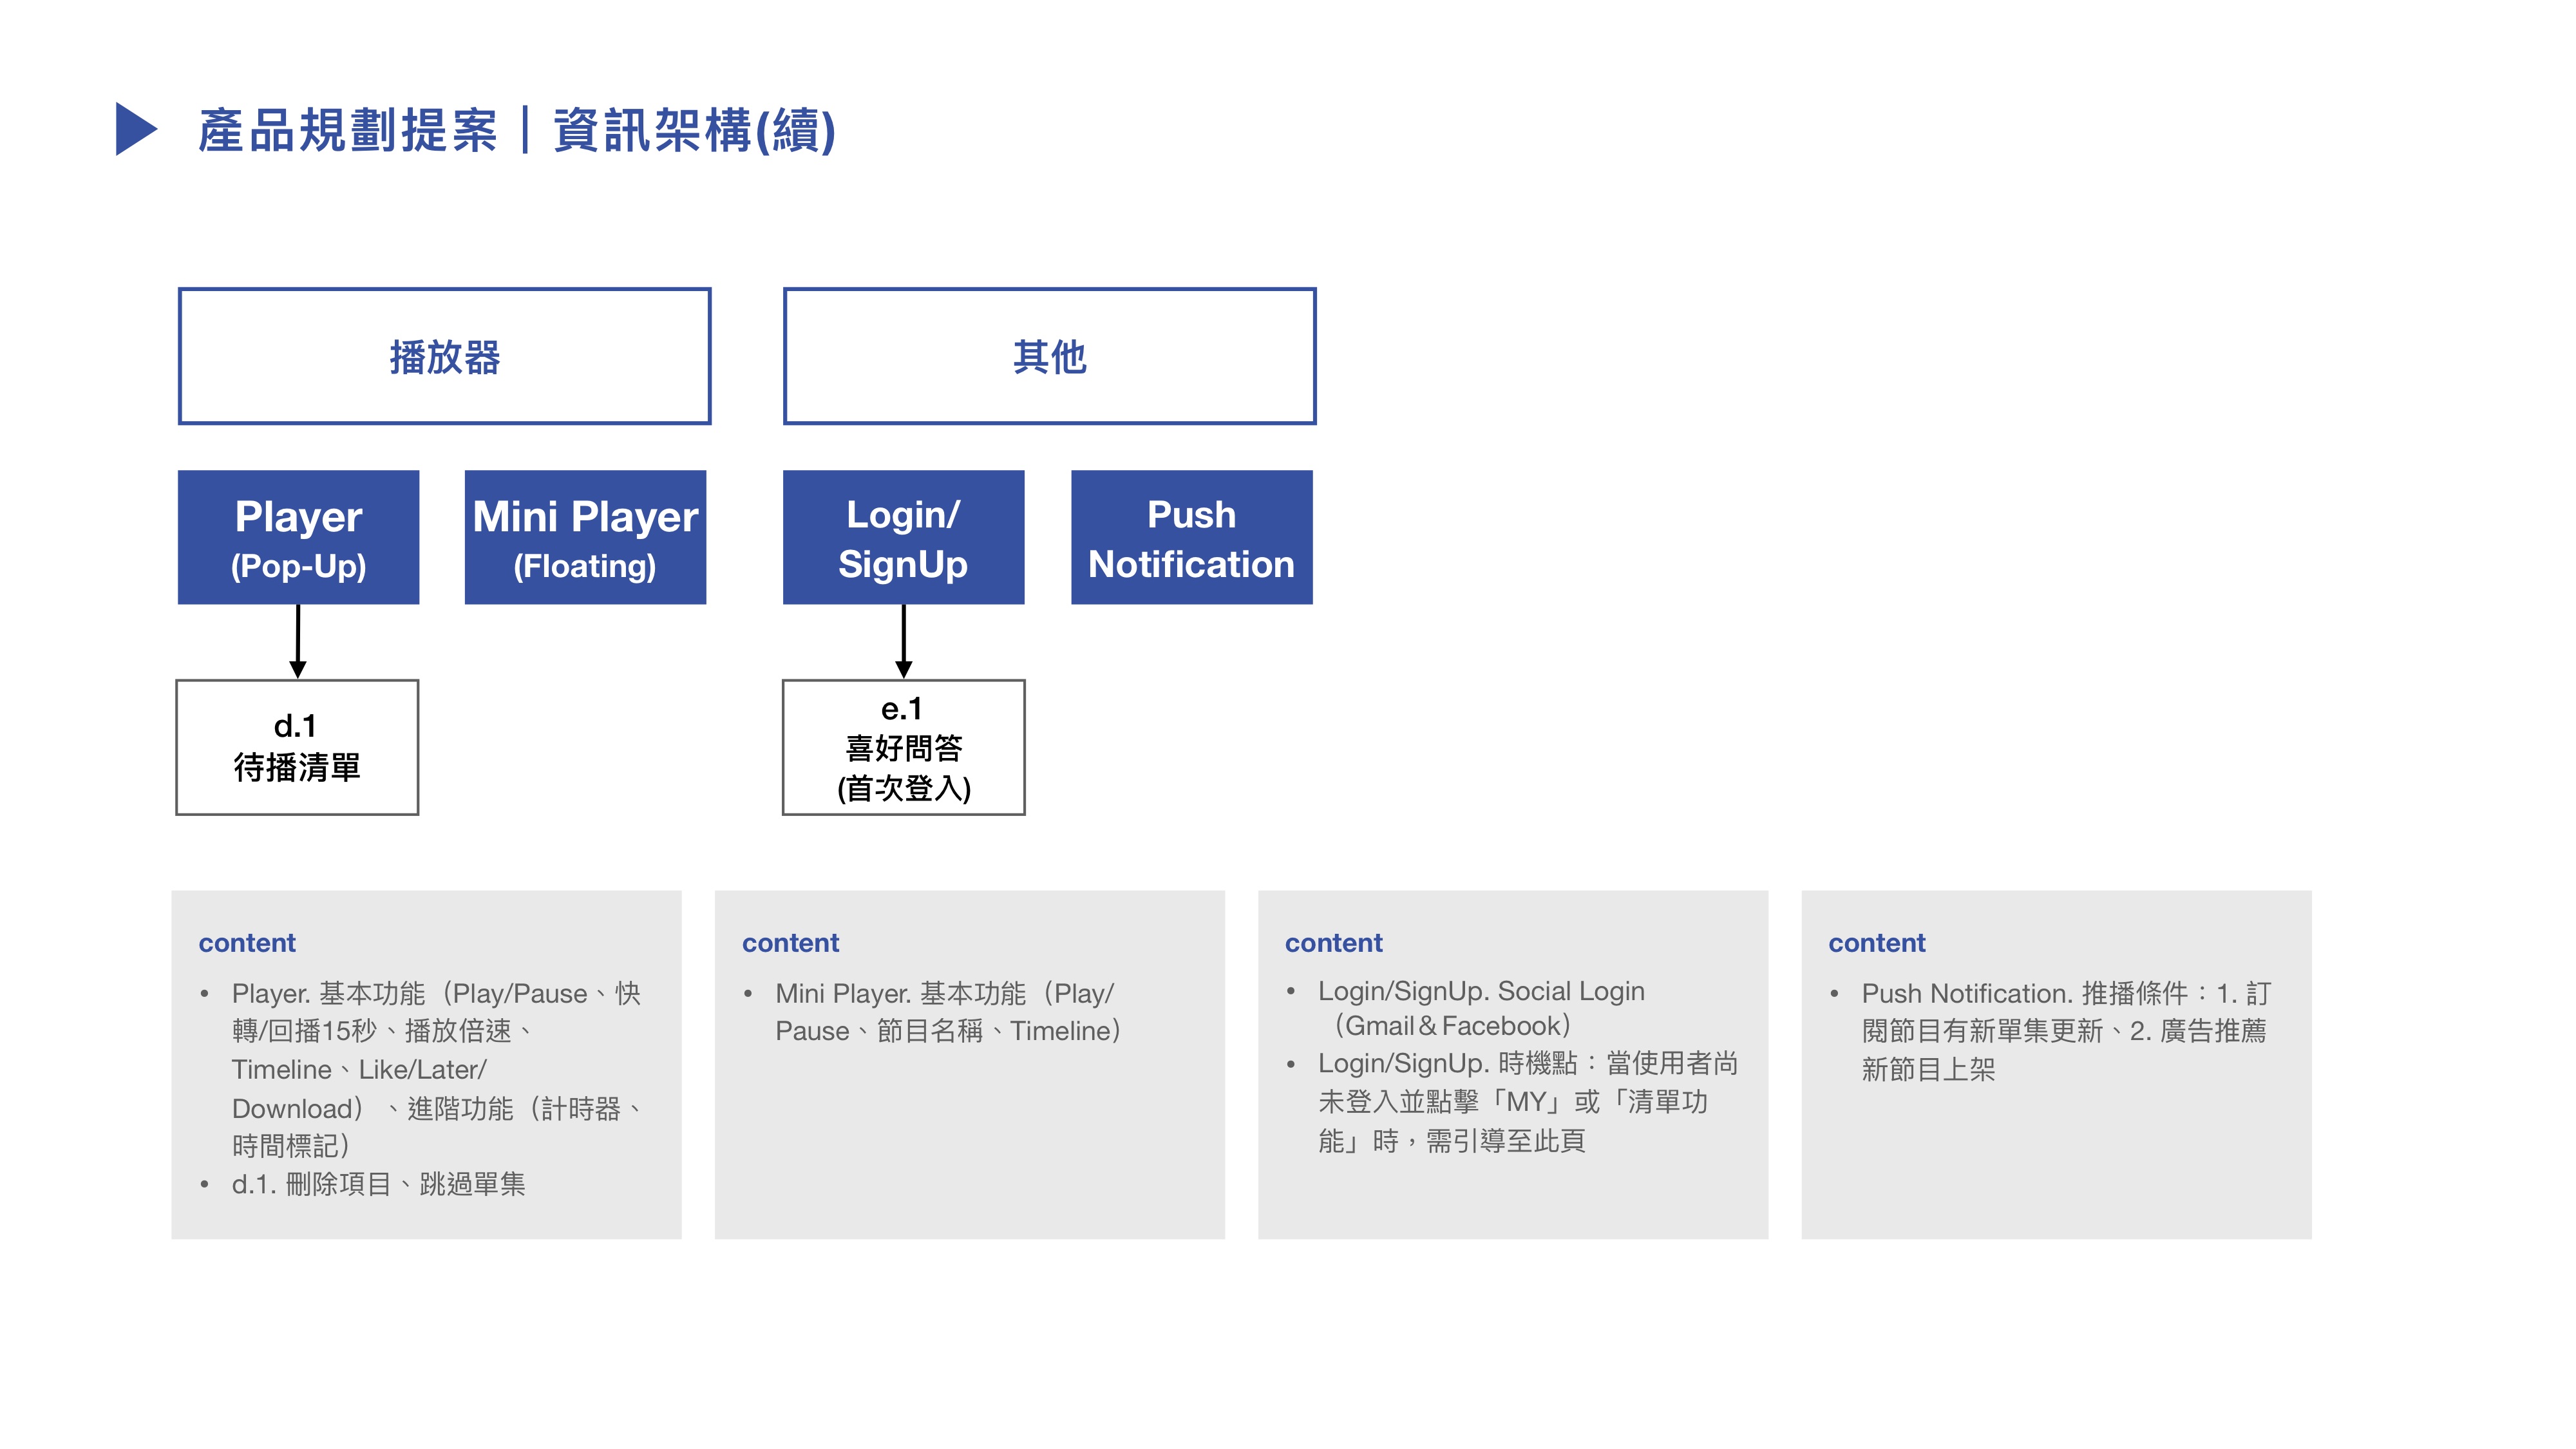 產品規劃提案｜資訊架構(續)
播放器
其他
Player
(Pop-Up)
Mini Player
(Floating)
Login/
SignUp
Push
Notification
d.1
待播清單
e.1
喜好問答
(首次登入)
content
• Player. 基本功能（Play/Pause、快
轉/回播15秒、播放倍速、
Timeline、Like/Later/
Download）、進階功能（計時器、
時間標記）
• d.1. 刪除項目、跳過單集
content
• Mini Player. 基本功能（Play/
Pause、節目名稱、Timeline）
content
• Login/SignUp. Social Login
（Gmail＆Facebook）
• Login/SignUp. 時機點：當使用者尚
未登入並點擊「MY」或「清單功
能」時，需引導至此頁
content
• Push Notification. 推播條件：1. 訂
閱節目有新單集更新、2. 廣告推薦
新節目上架